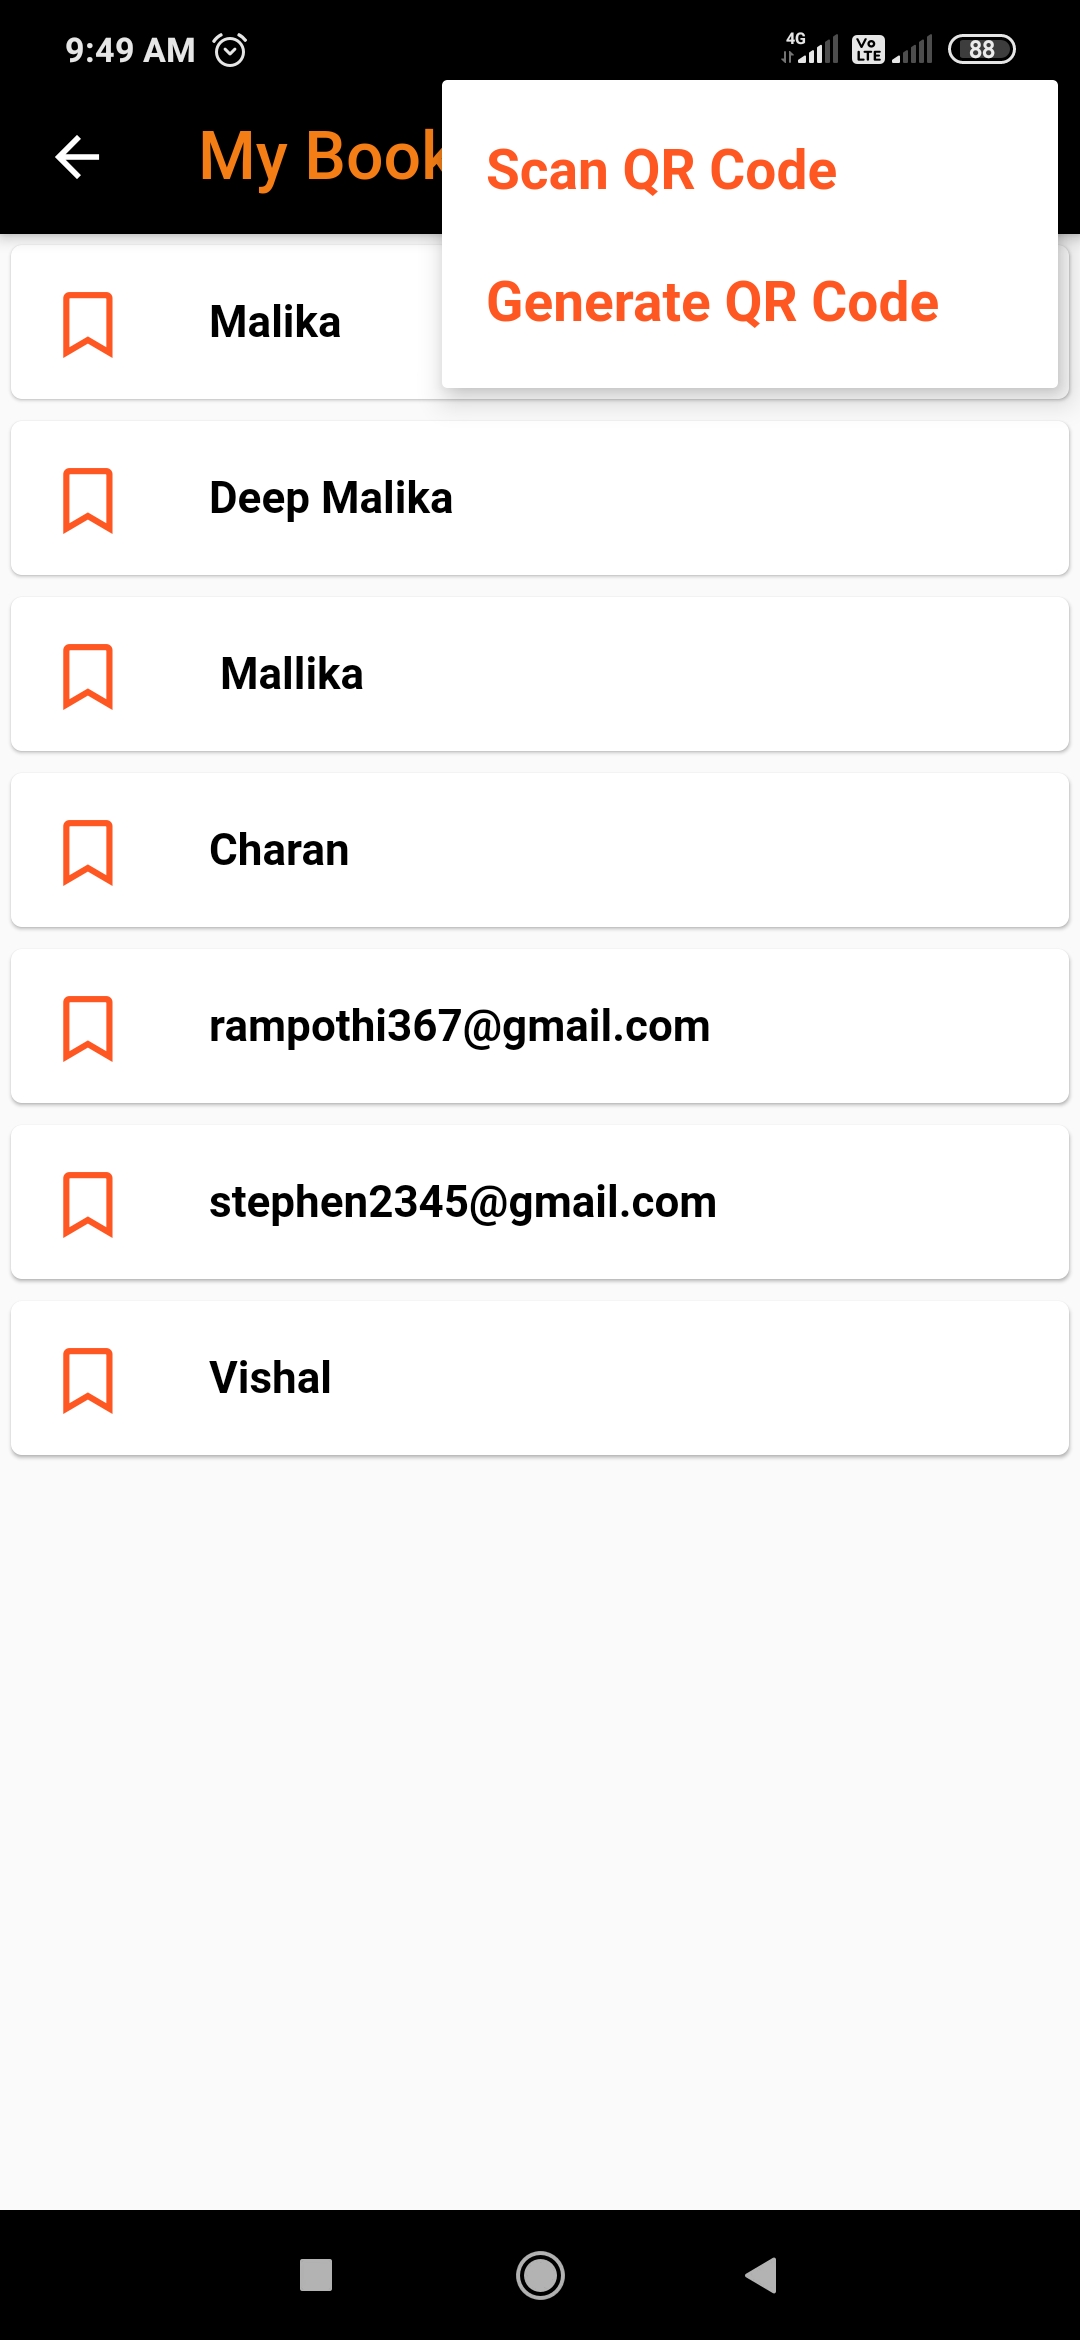 9:49 AM
4G
Vo
LTE
88
My Book
Scan QR Code
Generate QR Code
Malika
Deep Malika
Mallika
Charan
rampothi367@gmail.com
stephen2345@gmail.com
Vishal